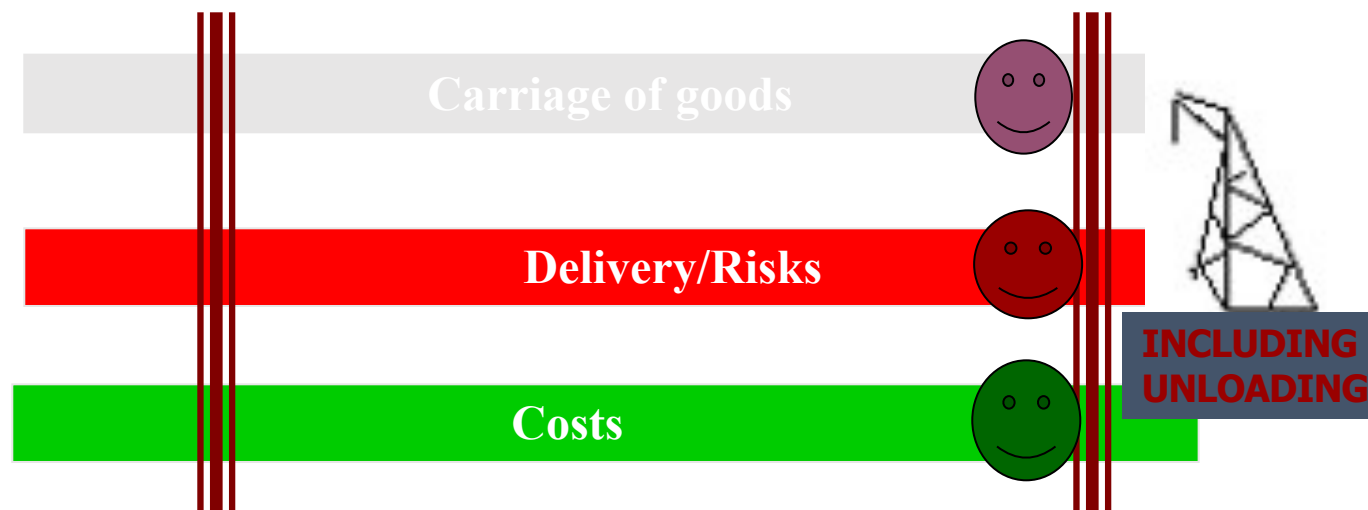 Carriage of goods
Delivery/Risks
INCLUDING
UNLOADING
Costs